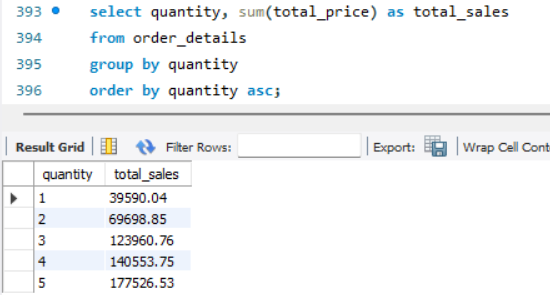 393 select quantity, sum(total_price) as total_sales
394 from order_details
395 group by quantity
396 order by quantity asc;
Result Grid Filter Rows: Export: Wrap Cell Cont
quantity total_sales
1 39590.04
2 69698.85
3 123960.76
4 140553.75
5 177526.53